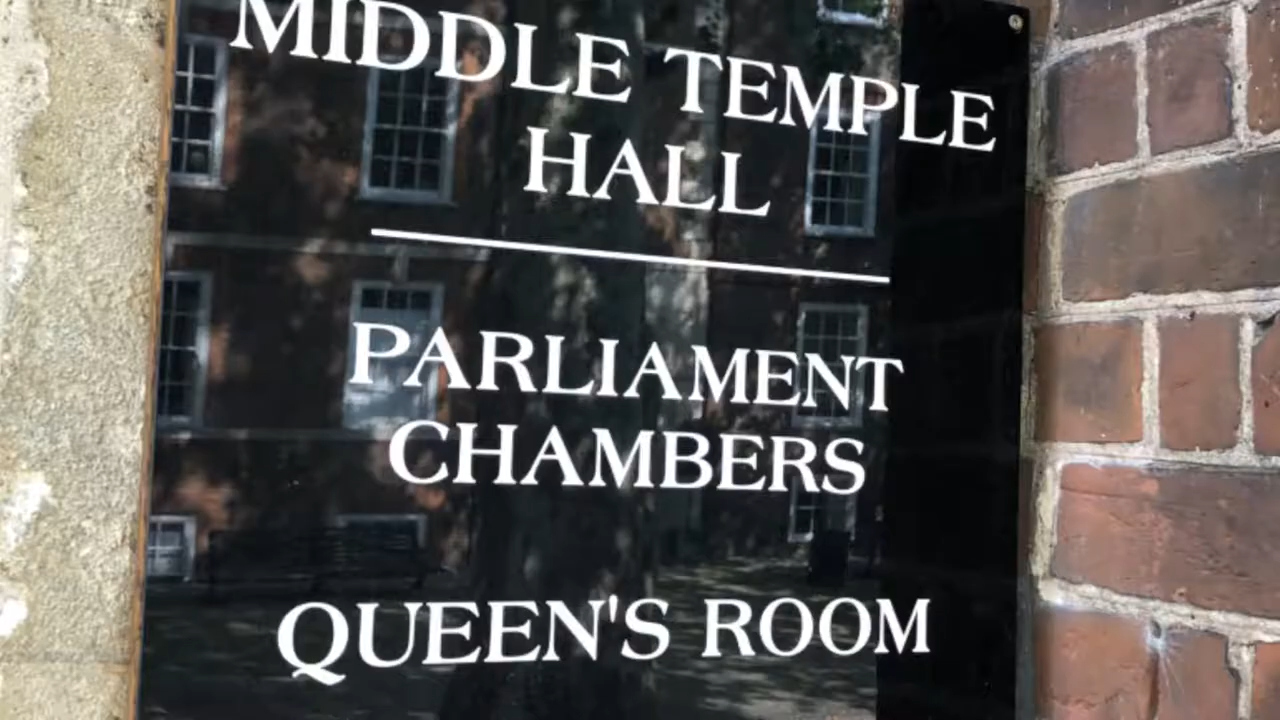 MIDDLE TEMPLE
HALL
PARLIAMENT
CHAMBERS
QUEEN'S ROOM